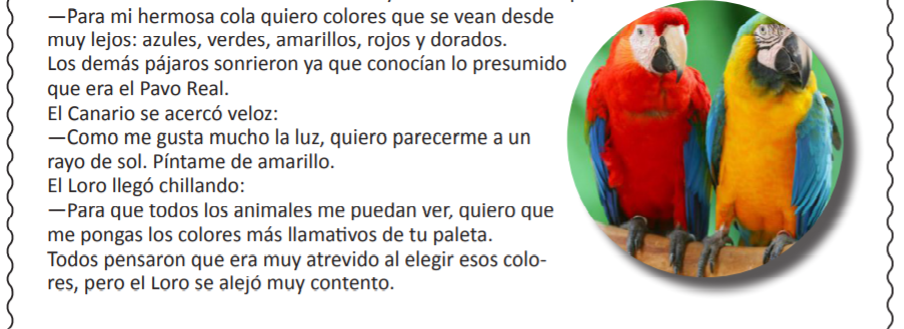 —Para mi hermosa cola quiero colores que se vean desde
muy lejos: azules, verdes, amarillos, rojos y dorados.
Los demás pájaros sonrieron ya que conocían lo presumido
que era el Pavo Real.
El Canario se acercó veloz:
—Como me gusta mucho la luz, quiero parecerme a un
rayo de sol. Píntame de amarillo.
El Loro llegó chillando:
—Para que todos los animales me puedan ver, quiero que
me pongas los colores más llamativos de tu paleta.
Todos pensaron que era muy atrevido al elegir esos colo-
res, pero el Loro se alejó muy contento.